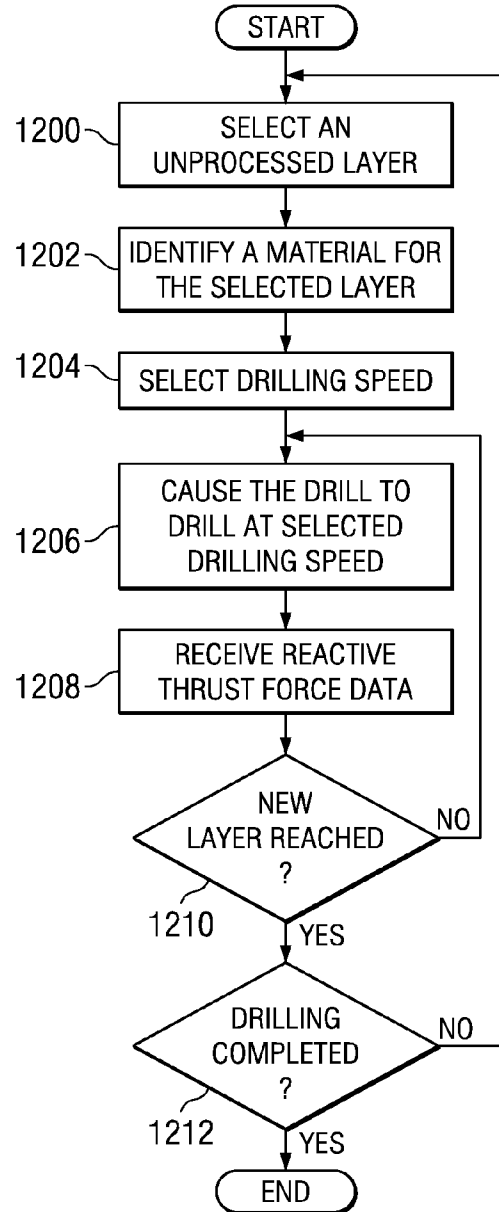 START
1200
SELECT AN
UNPROCESSED LAYER
1202
IDENTIFY A MATERIAL FOR
THE SELECTED LAYER
1204
SELECT DRILLING SPEED
1206
CAUSE THE DRILL TO
DRILL AT SELECTED
DRILLING SPEED
1208
RECEIVE REACTIVE
THRUST FORCE DATA
NEW
LAYER REACHED
?
NO
1210
YES
DRILLING
COMPLETED
?
NO
1212
YES
END